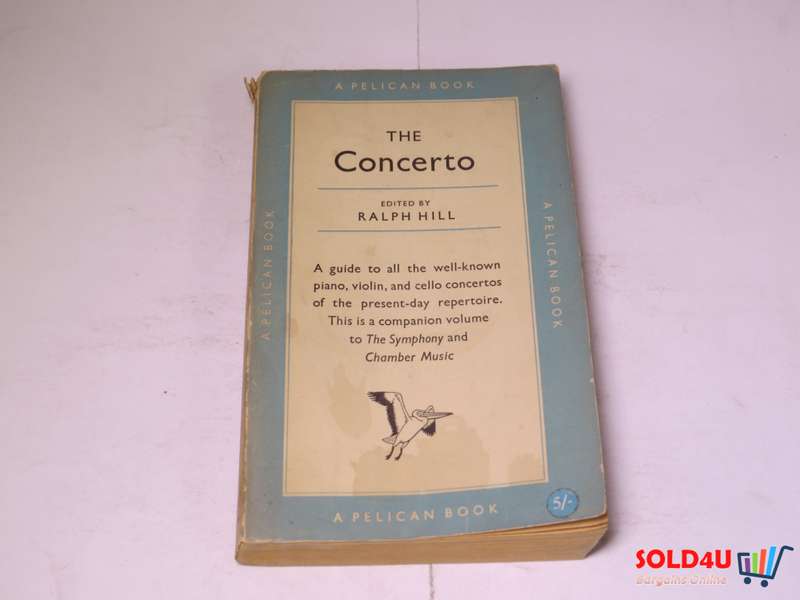 A PELICAN BOOK
THE
Concerto
EDITED BY
RALPH HILL
A guide to all the well-known
piano, violin, and cello concertos
of the present-day repertoire.
This is a companion volume
to The Symphony and
Chamber Music
A PELICAN BOOK
A PELICAN BOOK
5/-
A PELICAN BOOK
SOLD4U
Bargains Online